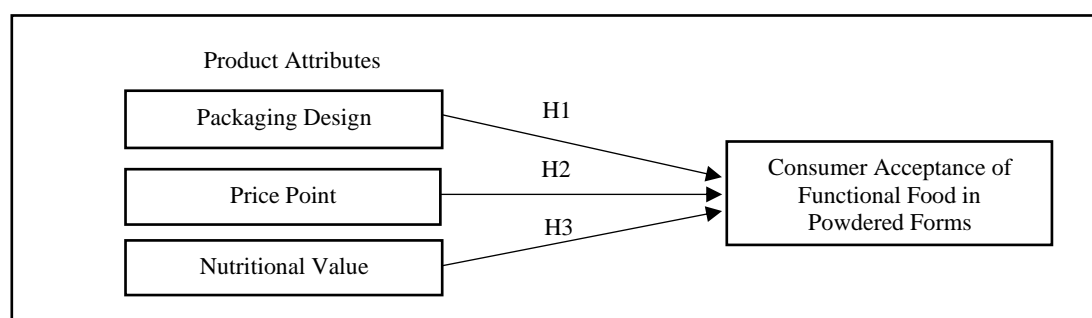 Product Attributes
Packaging Design
H1
Price Point
H2
Nutritional Value
H3
Consumer Acceptance of
Functional Food in
Powdered Forms